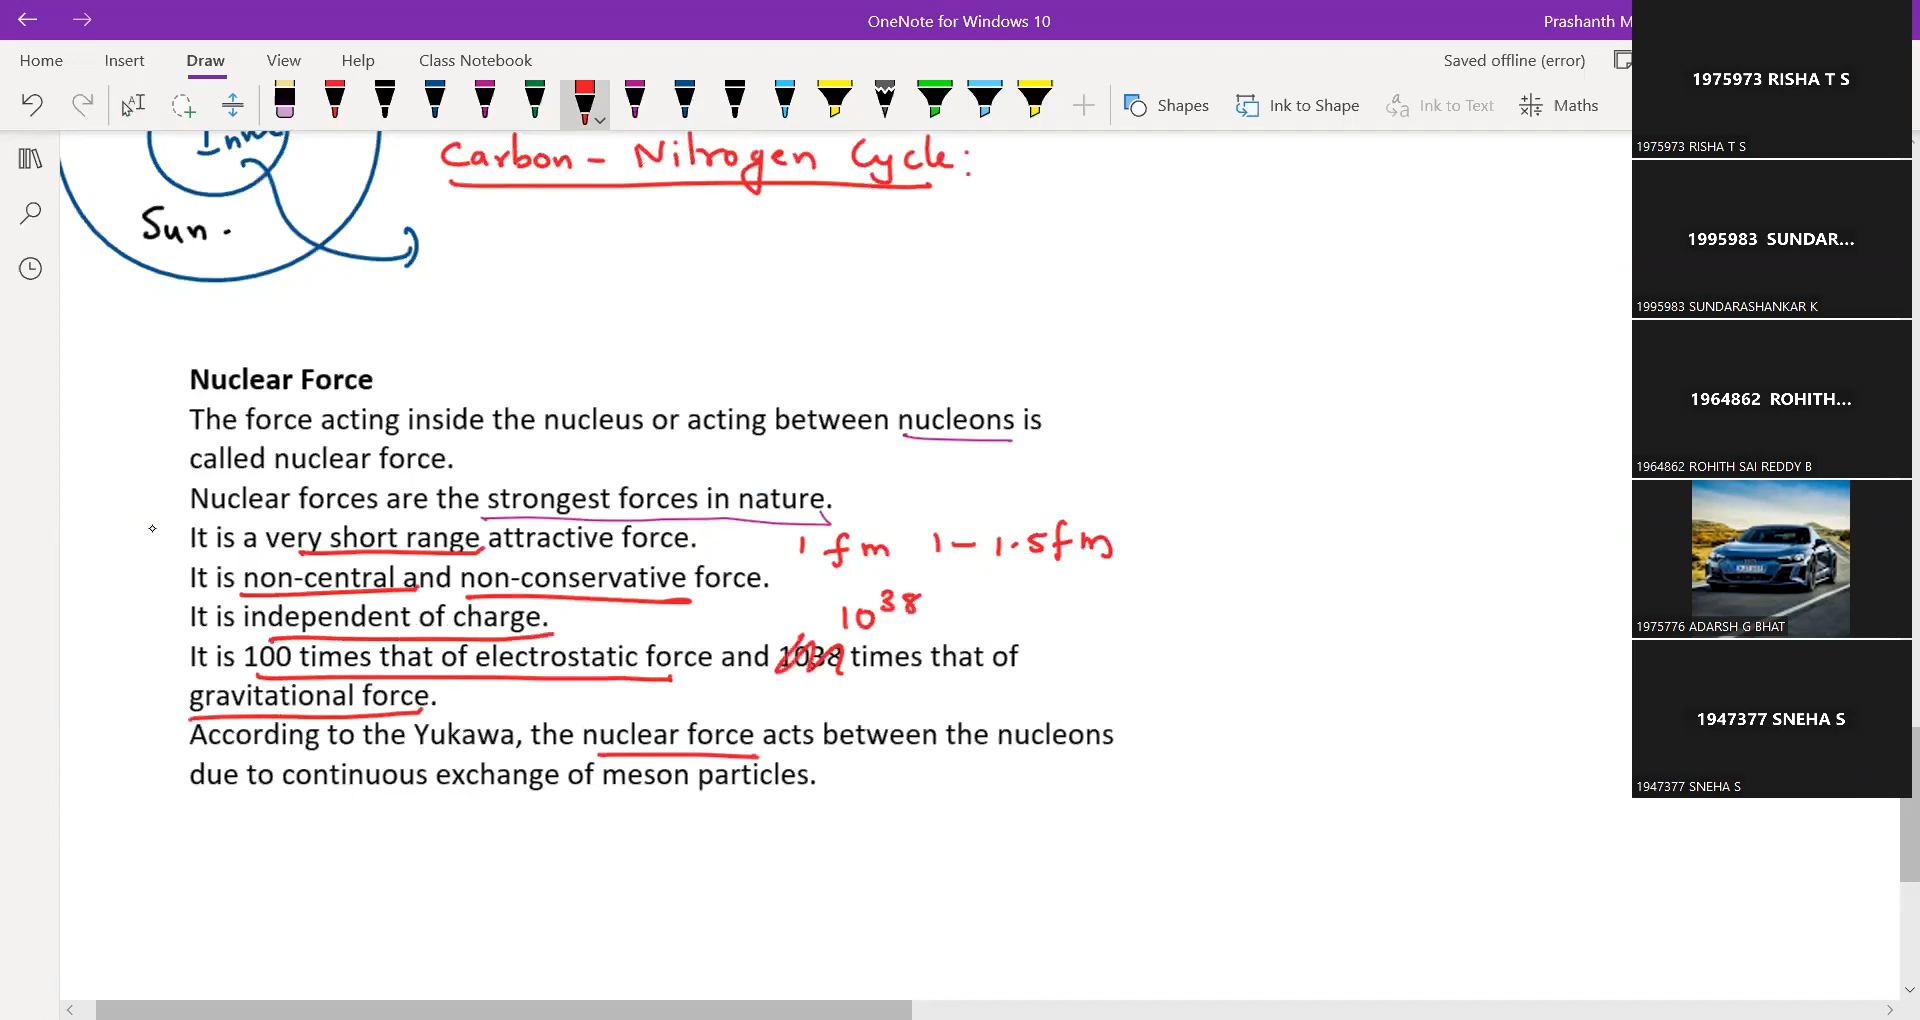 OneNote for Windows 10
Prashanth M
Home Insert Draw View Help Class Notebook
Saved offline (error)
Shapes Ink to Shape Ink to Text Maths
Carbon - Nitrogen Cycle:
Sun.
Nuclear Force
The force acting inside the nucleus or acting between nucleons is
called nuclear force.
Nuclear forces are the strongest forces in nature.
It is a very short range attractive force.
1 fm 1 - 1.5 fm
It is non-central and non-conservative force.
It is independent of charge.
10³⁸
It is 100 times that of electrostatic force and 1038 times that of
gravitational force.
According to the Yukawa, the nuclear force acts between the nucleons
due to continuous exchange of meson particles.
1975973 RISHA T S
1975973 RISHA T S
1995983 SUNDAR...
1995983 SUNDARASHANKAR K
1964862 ROHITH...
1964862 ROHITH SAI REDDY B
1975776 ADARSH G BHAT
1947377 SNEHA S
1947377 SNEHA S